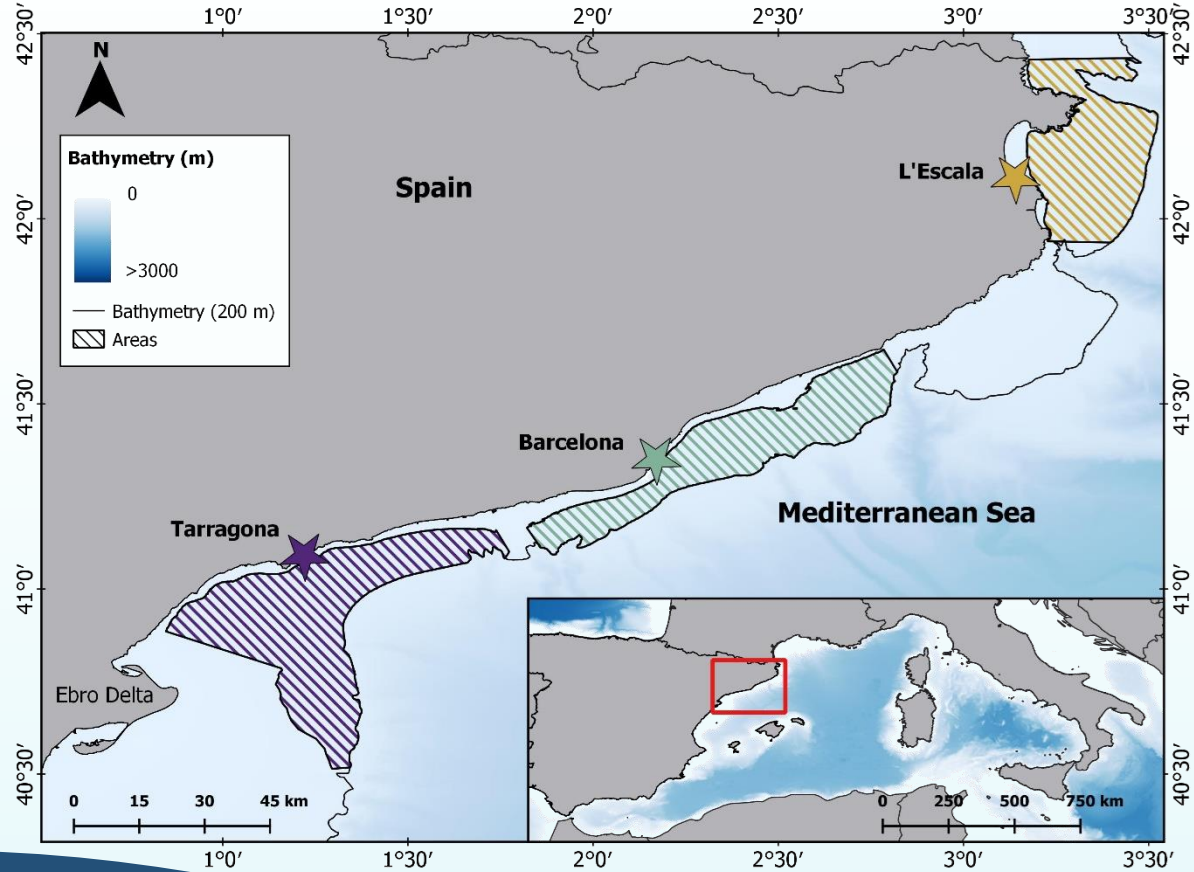 1°0' 1°30' 2°0' 2°30' 3°0' 3°30'
42°30' 42°30'
N
Bathymetry (m)
0
>3000
Bathymetry (200 m)
Areas
Spain
L'Escala
42°0' 42°0'
41°30' 41°30'
Barcelona
Mediterranean Sea
Tarragona
41°0' 41°0'
Ebro Delta
40°30' 40°30'
0 15 30 45 km
0 250 500 750 km
1°0' 1°30' 2°0' 2°30' 3°0' 3°30'